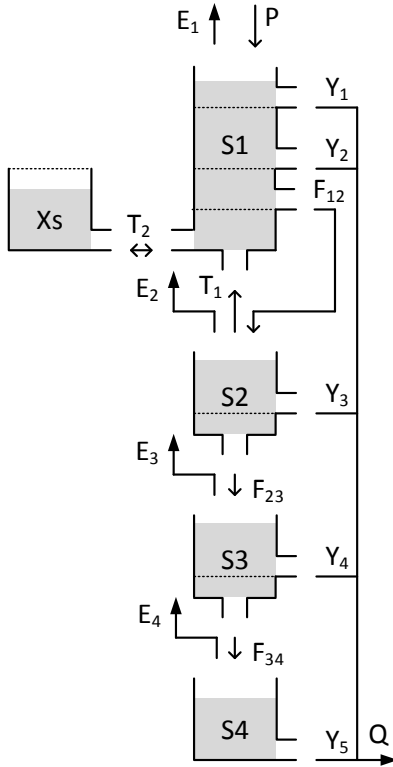 E₁ P
Y₁
S1 Y₂
F₁₂
Xs T₂
E₂ T₁
S2 Y₃
E₃ F₂₃
S3 Y₄
E₄ F₃₄
S4 Y₅ Q